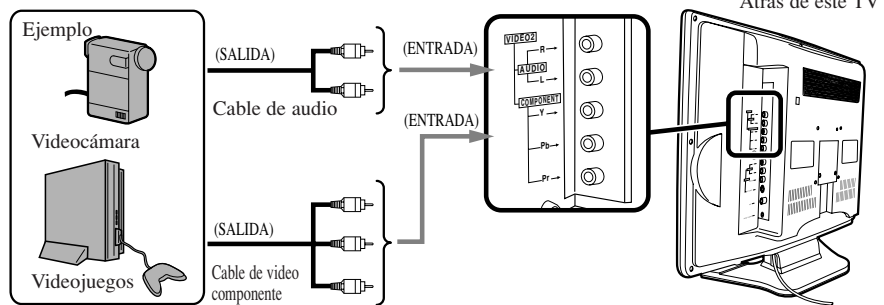 Atrás de este TV
Ejemplo
(SALIDA)
(ENTRADA)
Cable de audio
Videocámara
(ENTRADA)
(SALIDA)
Cable de video
componente
Videojuegos
VIDEO2
R
AUDIO
L
COMPONENT
Y
Pb
Pr